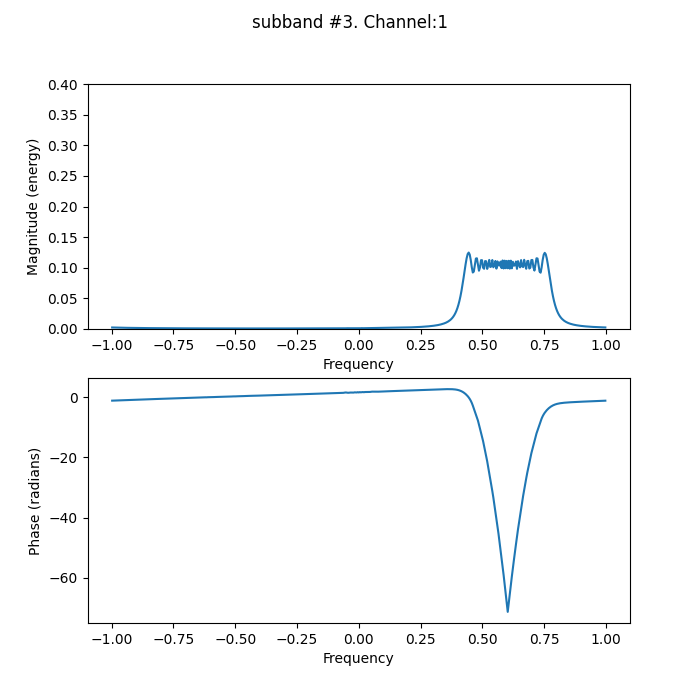 subband #3. Channel:1
0.40
0.35
0.30
0.25
0.20
0.15
0.10
0.05
0.00
Magnitude (energy)
−1.00 −0.75 −0.50 −0.25 0.00 0.25 0.50 0.75 1.00
Frequency
0
−20
−40
−60
Phase (radians)
−1.00 −0.75 −0.50 −0.25 0.00 0.25 0.50 0.75 1.00
Frequency